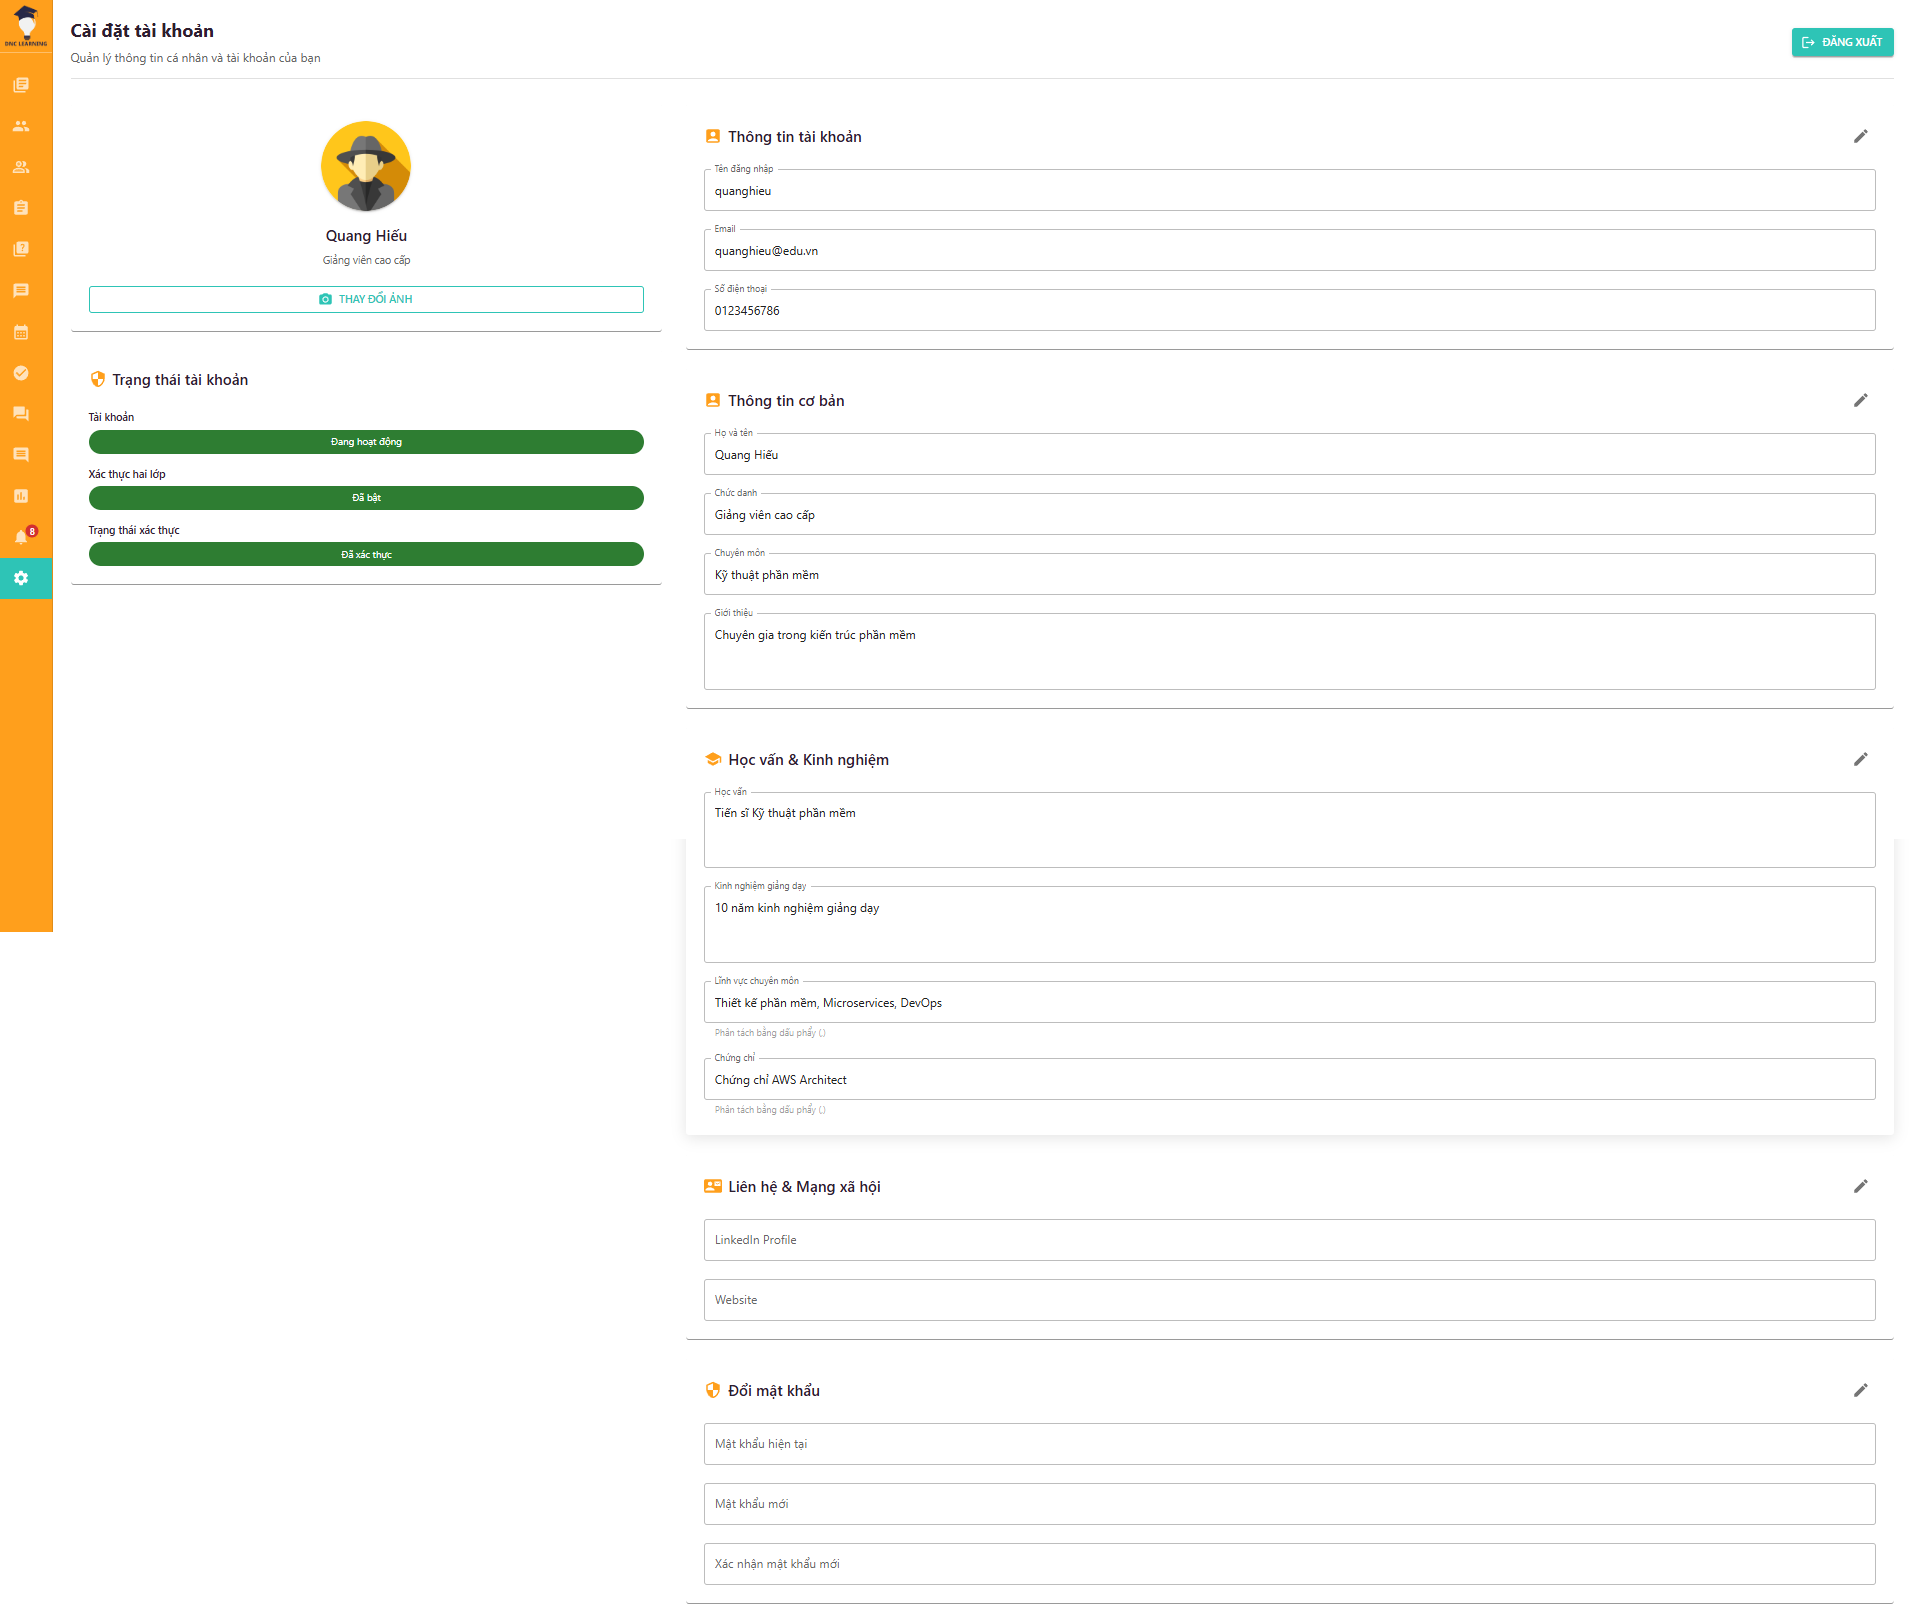 DNC LEARNING
Cài đặt tài khoản
Quản lý thông tin cá nhân và tài khoản của bạn
ĐĂNG XUẤT
8
Quang Hiếu
Giảng viên cao cấp
THAY ĐỔI ẢNH
Trạng thái tài khoản
Tài khoản
Đang hoạt động
Xác thực hai lớp
Đã bật
Trạng thái xác thực
Đã xác thực
Thông tin tài khoản
Tên đăng nhập
quanghieu
Email
quanghieu@edu.vn
Số điện thoại
0123456786
Thông tin cơ bản
Họ và tên
Quang Hiếu
Chức danh
Giảng viên cao cấp
Chuyên môn
Kỹ thuật phần mềm
Giới thiệu
Chuyên gia trong kiến trúc phần mềm
Học vấn & Kinh nghiệm
Học vấn
Tiến sĩ Kỹ thuật phần mềm
Kinh nghiệm giảng dạy
10 năm kinh nghiệm giảng dạy
Lĩnh vực chuyên môn
Thiết kế phần mềm, Microservices, DevOps
Phân tách bằng dấu phẩy (,)
Chứng chỉ
Chứng chỉ AWS Architect
Phân tách bằng dấu phẩy (,)
Liên hệ & Mạng xã hội
LinkedIn Profile
Website
Đổi mật khẩu
Mật khẩu hiện tại
Mật khẩu mới
Xác nhận mật khẩu mới